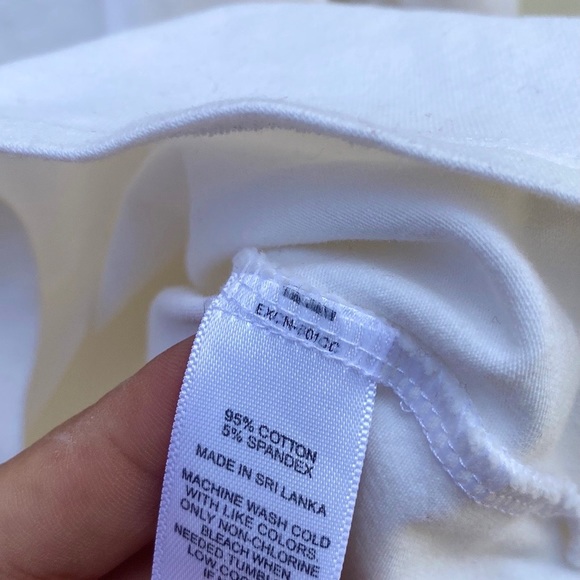 95% COTTON
5% SPANDEX
MADE IN SRI LANKA
MACHINE WASH COLD
WITH LIKE COLORS.
ONLY NON-CHLORINE
BLEACH WHEN
NEEDED. TUMBLE
LOW